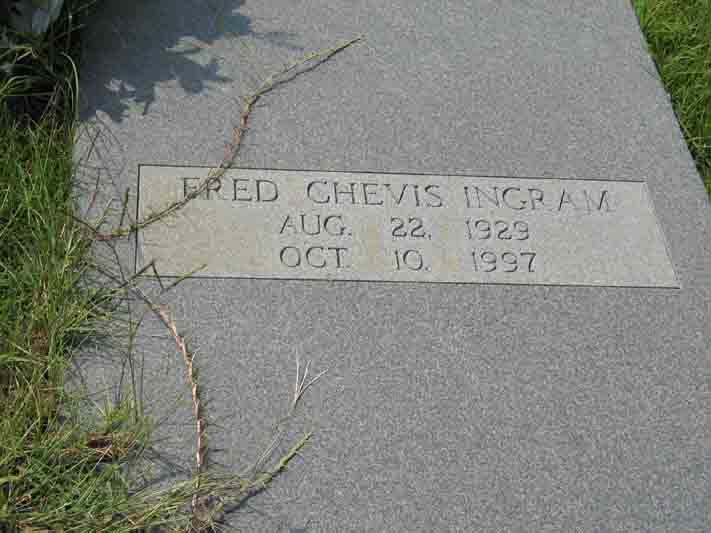 FRED CHEVIS INGRAM
AUG. 22, 1929
OCT. 10, 1997